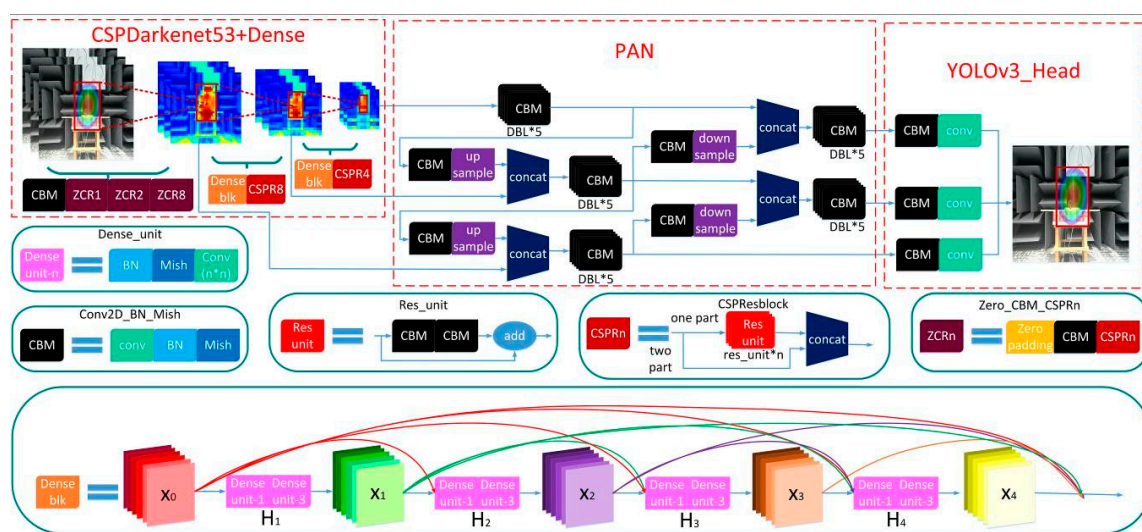 CSPDarkenet53+Dense
CBM ZCR1 ZCR2 ZCR8
Dense blk CSPR8
Dense blk CSPR4
PAN
CBM
DBL*5
CBM up sample
concat
CBM
DBL*5
CBM up sample
concat
CBM
DBL*5
CBM down sample
concat
CBM
DBL*5
CBM down sample
concat
CBM
DBL*5
YOLOv3_Head
CBM conv
CBM conv
CBM conv
Dense_unit
Dense unit-n
BN Mish Conv (n*n)
Conv2D_BN_Mish
CBM
conv BN Mish
Res_unit
Res unit
CBM CBM add
CSPResblock
CSPRn
one part
two part
Res unit
res_unit*n
concat
Zero_CBM_CSPRn
ZCRn
Zero padding CBM CSPRn
Dense blk
X0
Dense unit-1 Dense unit-3
H1
X1
Dense unit-1 Dense unit-3
H2
X2
Dense unit-1 Dense unit-3
H3
X3
Dense unit-1 Dense unit-3
H4
X4